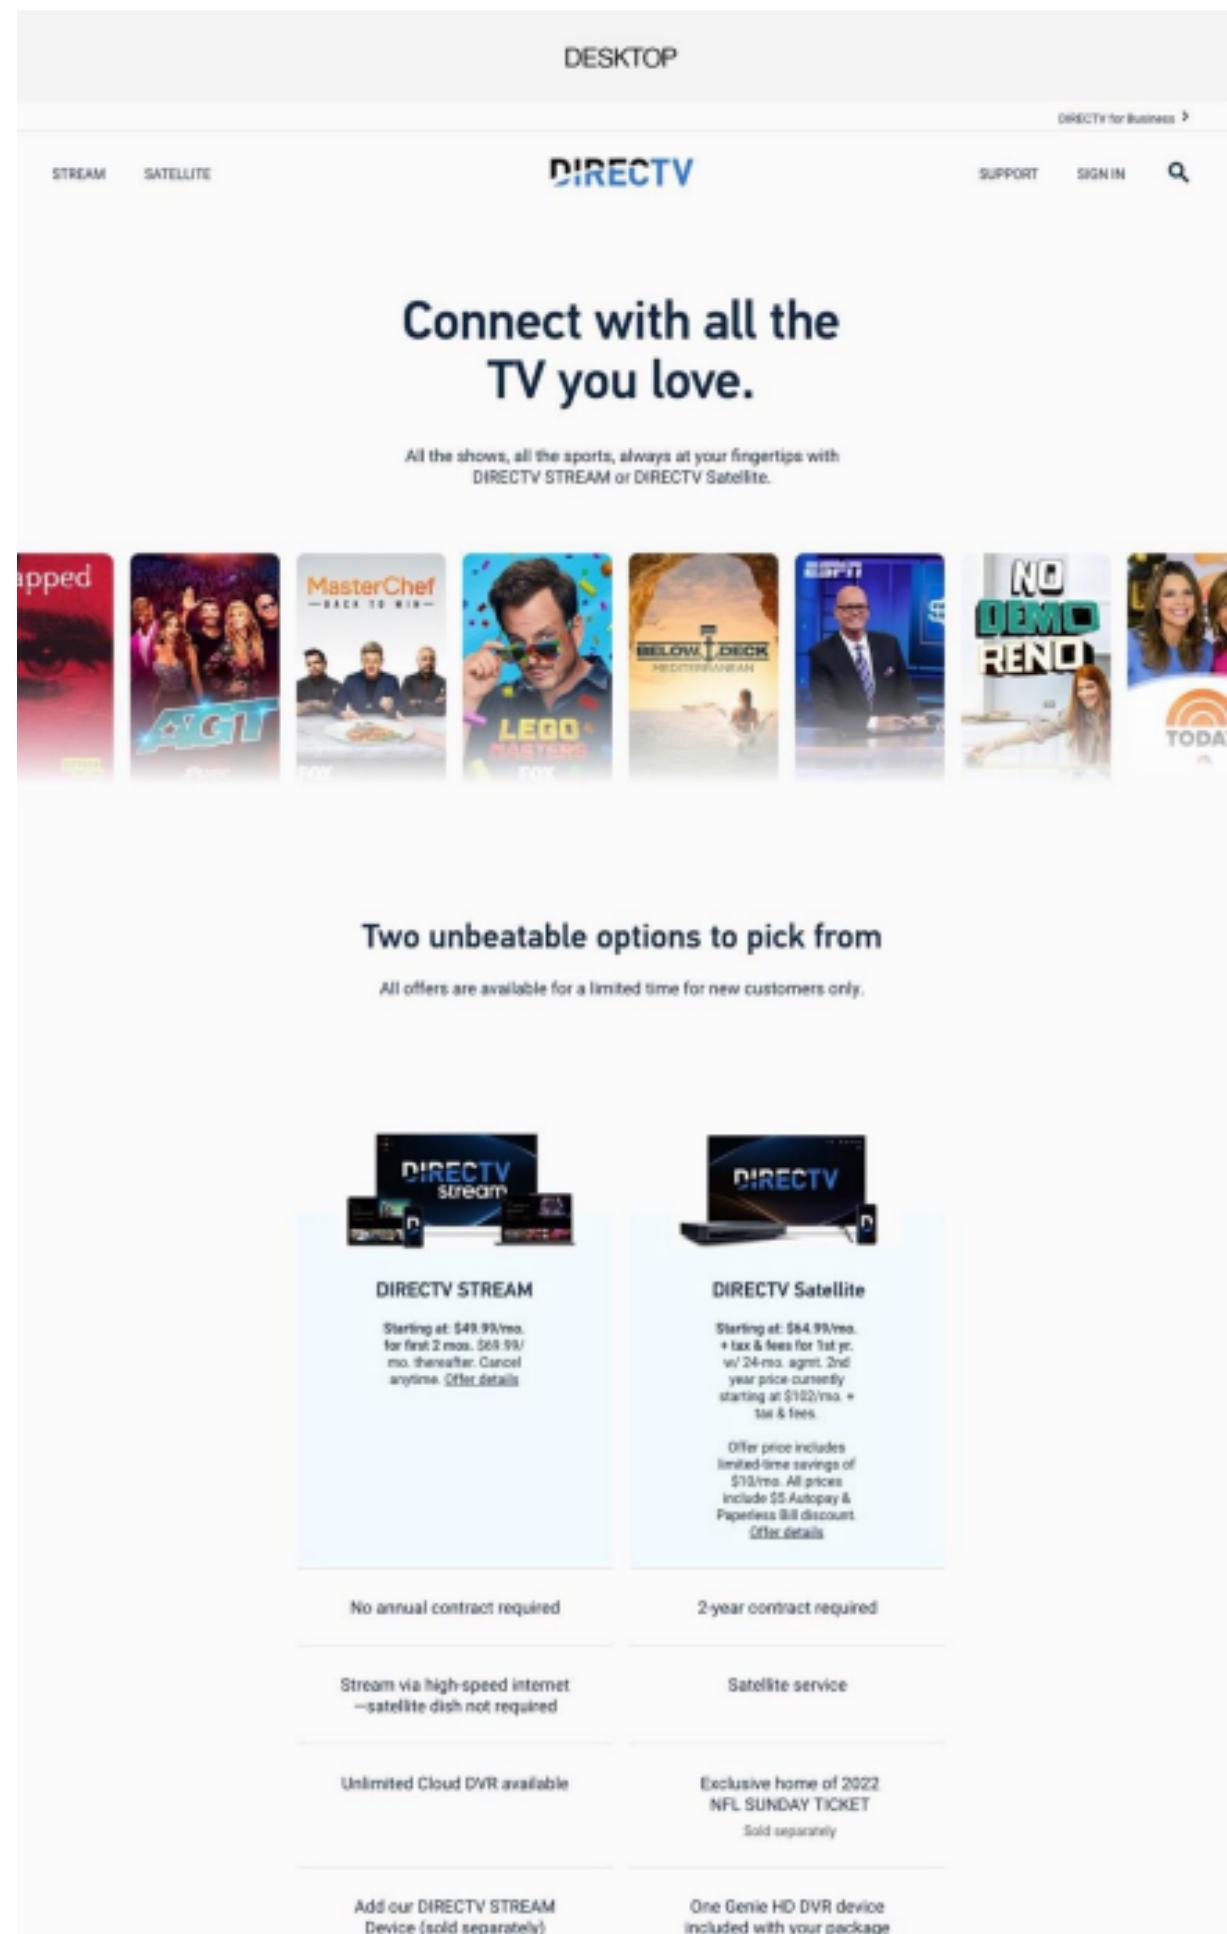 DESKTOP
DIRECTV for Business
STREAM SATELLITE DIRECTV SUPPORT SIGN IN
Connect with all the
TV you love.
All the shows, all the sports, always at your fingertips with
DIRECTV STREAM or DIRECTV Satellite.
apped
AGT
MasterChef
—BACK TO WIN—
FOX
LEGO
MASTERS
FOX
BELOW DECK
MEDITERRANEAN
ESPN
NO
DEMO
RENO
TODA
Two unbeatable options to pick from
All offers are available for a limited time for new customers only.
DIRECTV
stream
DIRECTV
DIRECTV STREAM
Starting at: $49.99/mo.
for first 2 mos. $69.99/
mo. thereafter. Cancel
anytime. Offer details
DIRECTV Satellite
Starting at: $64.99/mo.
+ tax & fees for 1st yr.
w/ 24-mo. agmt. 2nd
year price currently
starting at $102/mo. +
tax & fees.
Offer price includes
limited-time savings of
$10/mo. All prices
include $5 Autopay &
Paperless Bill discount.
Offer details
No annual contract required
2-year contract required
Stream via high-speed internet
—satellite dish not required
Satellite service
Unlimited Cloud DVR available
Exclusive home of 2022
NFL SUNDAY TICKET
Sold separately
Add our DIRECTV STREAM
Device (sold separately)
One Genie HD DVR device
included with your package